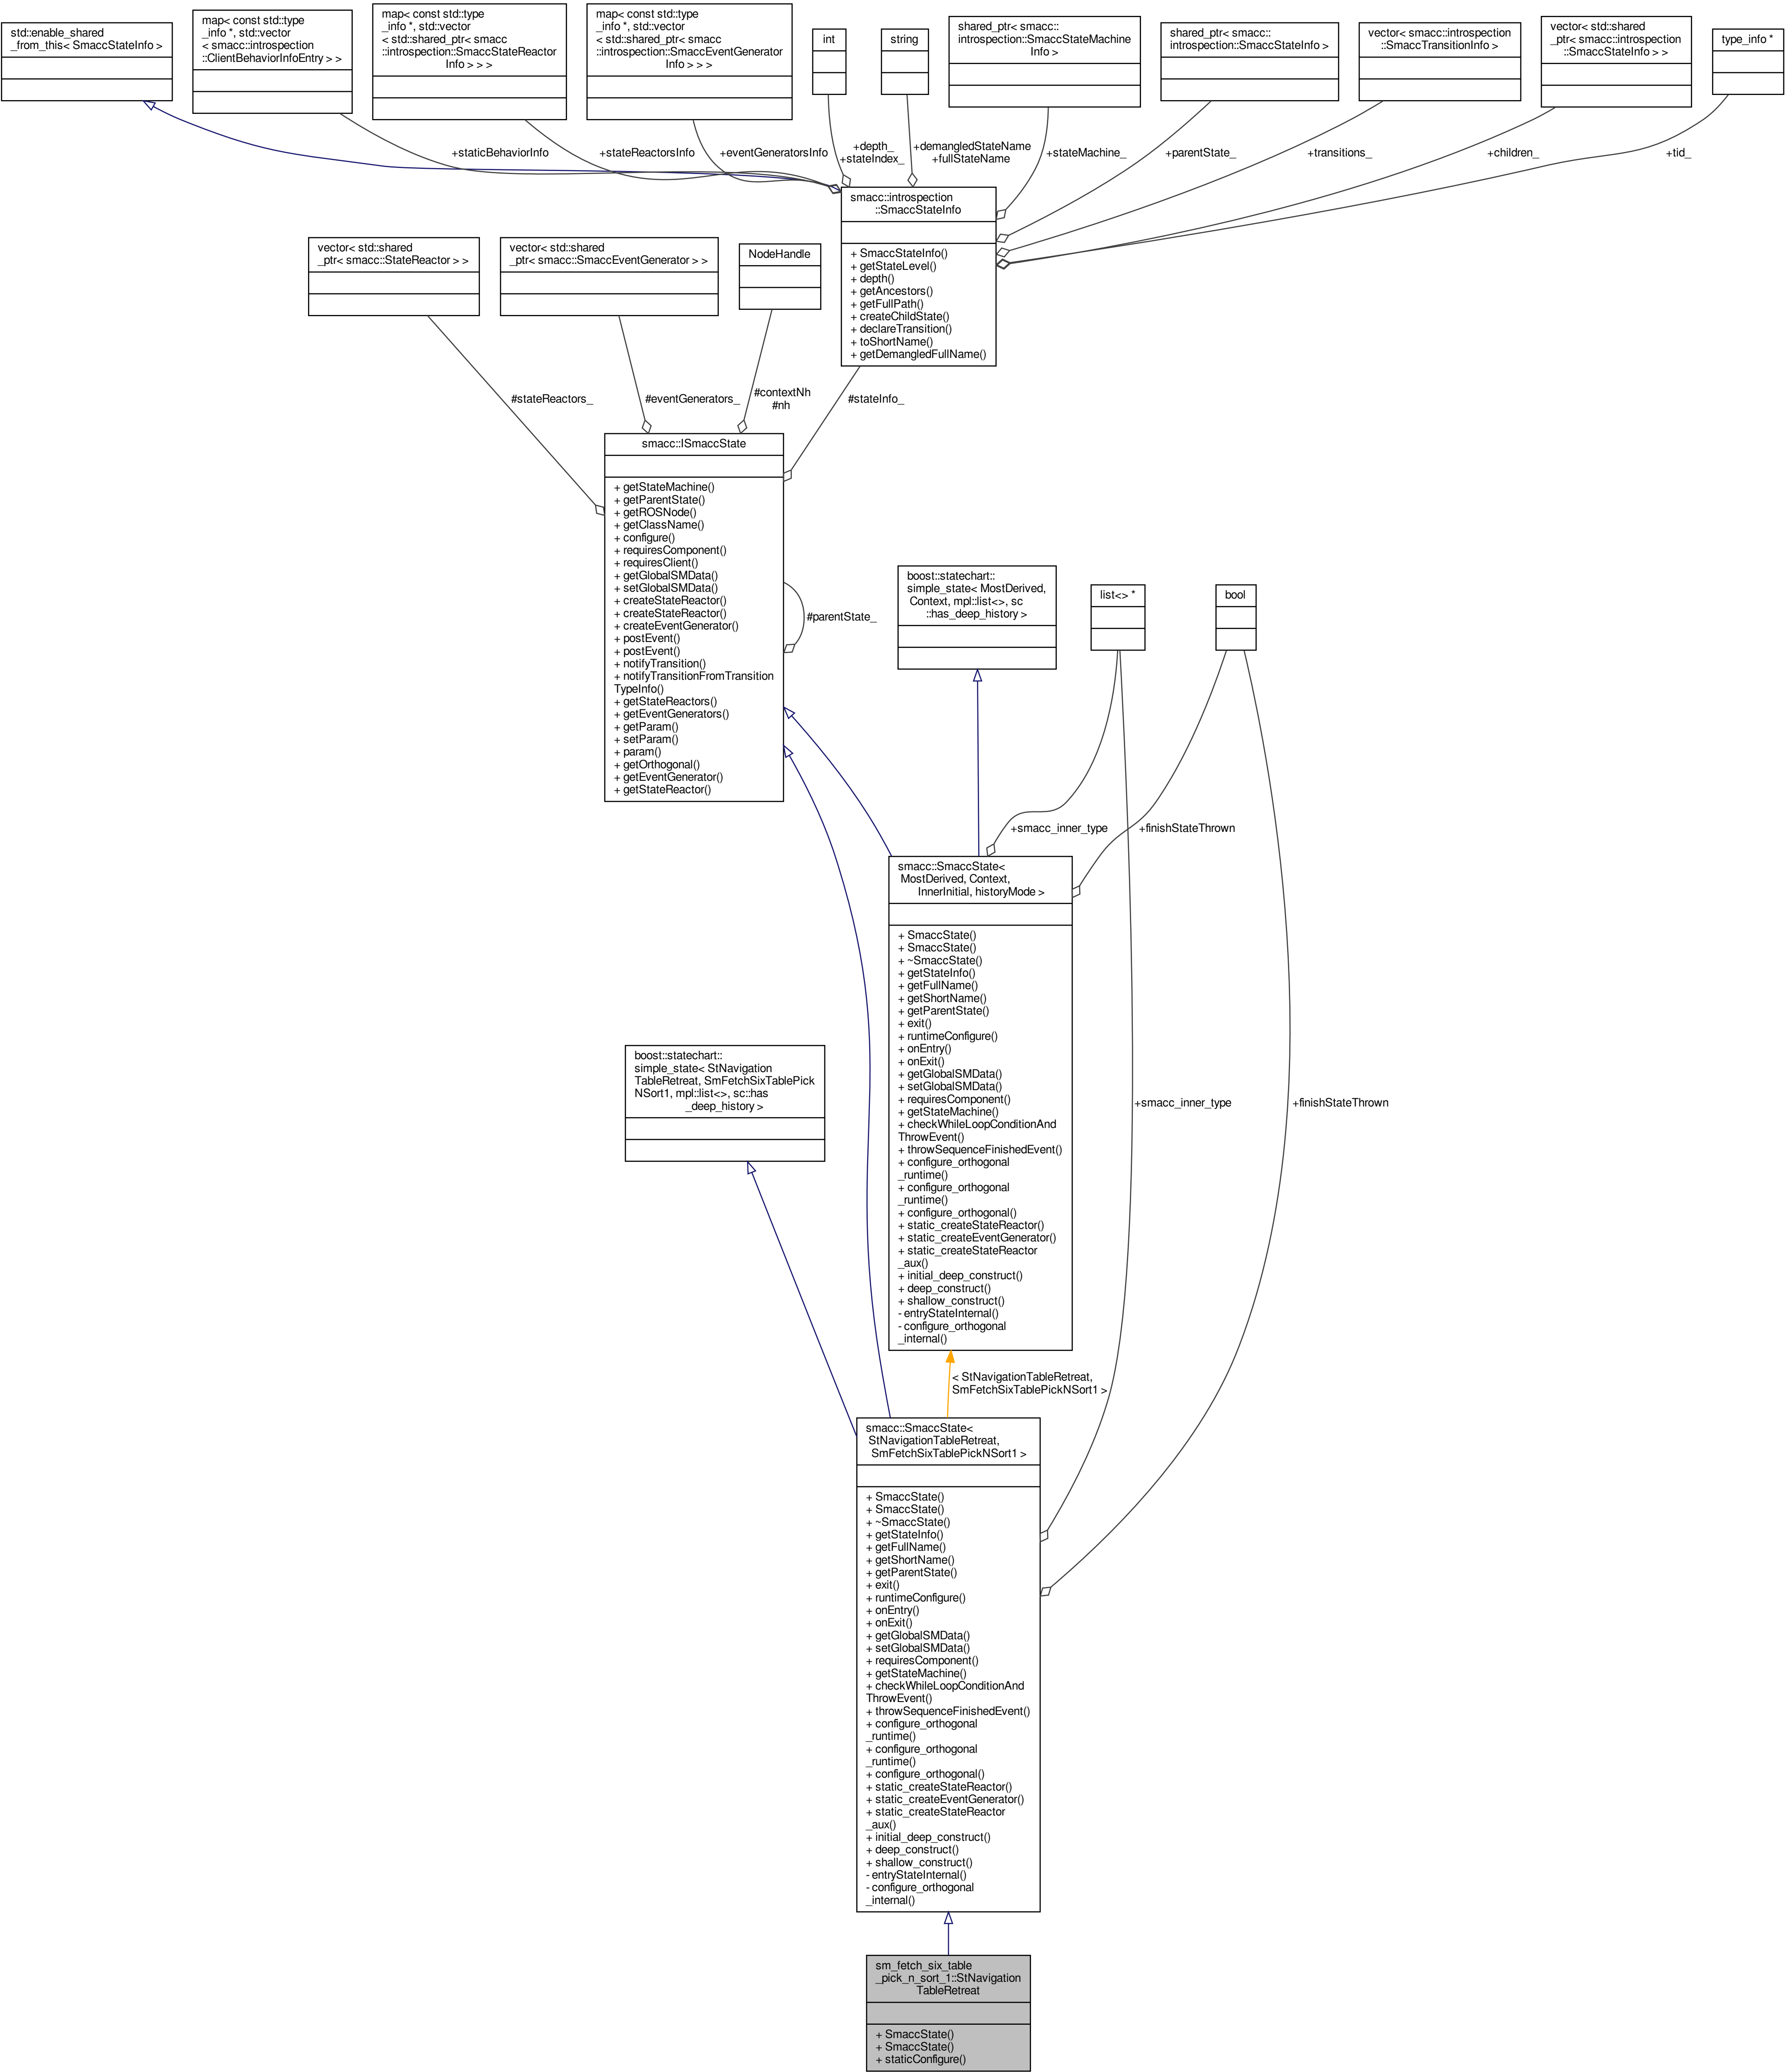 std::enable_shared
_from_this< SmaccStateInfo >
map< const std::type
_info *, std::vector
< smacc::introspection
::ClientBehaviorInfoEntry > >
map< const std::type
_info *, std::vector
< std::shared_ptr< smacc
::introspection::SmaccStateReactor
Info > > >
map< const std::type
_info *, std::vector
< std::shared_ptr< smacc
::introspection::SmaccEventGenerator
Info > > >
int
string
shared_ptr< smacc::
introspection::SmaccStateMachine
Info >
shared_ptr< smacc::
introspection::SmaccStateInfo >
vector< smacc::introspection
::SmaccTransitionInfo >
vector< std::shared
_ptr< smacc::introspection
::SmaccStateInfo > >
type_info *
+staticBehaviorInfo
+stateReactorsInfo
+eventGeneratorsInfo
+depth_
+stateIndex_
+demangledStateName
+fullStateName
+stateMachine_
+parentState_
+transitions_
+children_
+tid_
smacc::introspection
::SmaccStateInfo
+ SmaccStateInfo()
+ getStateLevel()
+ depth()
+ getAncestors()
+ getFullPath()
+ createChildState()
+ declareTransition()
+ toShortName()
+ getDemangledFullName()
vector< std::shared
_ptr< smacc::StateReactor > >
vector< std::shared
_ptr< smacc::SmaccEventGenerator > >
NodeHandle
#stateReactors_
#eventGenerators_
#contextNh
#nh
#stateInfo_
smacc::ISmaccState
+ getStateMachine()
+ getParentState()
+ getROSNode()
+ getClassName()
+ configure()
+ requiresComponent()
+ requiresClient()
+ getGlobalSMData()
+ setGlobalSMData()
+ createStateReactor()
+ createStateReactor()
+ createEventGenerator()
+ postEvent()
+ postEvent()
+ notifyTransition()
+ notifyTransitionFromTransition
TypeInfo()
+ getStateReactors()
+ getEventGenerators()
+ getParam()
+ setParam()
+ param()
+ getOrthogonal()
+ getEventGenerator()
+ getStateReactor()
#parentState_
boost::statechart::
simple_state< MostDerived,
Context, mpl::list<>, sc
::has_deep_history >
list<> *
bool
+smacc_inner_type
+finishStateThrown
smacc::SmaccState<
MostDerived, Context,
InnerInitial, historyMode >
+ SmaccState()
+ SmaccState()
+ ~SmaccState()
+ getStateInfo()
+ getFullName()
+ getShortName()
+ getParentState()
+ exit()
+ runtimeConfigure()
+ onEntry()
+ onExit()
+ getGlobalSMData()
+ setGlobalSMData()
+ requiresComponent()
+ getStateMachine()
+ checkWhileLoopConditionAnd
ThrowEvent()
+ throwSequenceFinishedEvent()
+ configure_orthogonal
_runtime()
+ configure_orthogonal
_runtime()
+ configure_orthogonal()
+ static_createStateReactor()
+ static_createEventGenerator()
+ static_createStateReactor
_aux()
+ initial_deep_construct()
+ deep_construct()
+ shallow_construct()
- entryStateInternal()
- configure_orthogonal
_internal()
boost::statechart::
simple_state< StNavigation
TableRetreat, SmFetchSixTablePick
NSort1, mpl::list<>, sc::has
_deep_history >
+smacc_inner_type
+finishStateThrown
< StNavigationTableRetreat,
SmFetchSixTablePickNSort1 >
smacc::SmaccState<
StNavigationTableRetreat,
SmFetchSixTablePickNSort1 >
+ SmaccState()
+ SmaccState()
+ ~SmaccState()
+ getStateInfo()
+ getFullName()
+ getShortName()
+ getParentState()
+ exit()
+ runtimeConfigure()
+ onEntry()
+ onExit()
+ getGlobalSMData()
+ setGlobalSMData()
+ requiresComponent()
+ getStateMachine()
+ checkWhileLoopConditionAnd
ThrowEvent()
+ throwSequenceFinishedEvent()
+ configure_orthogonal
_runtime()
+ configure_orthogonal
_runtime()
+ configure_orthogonal()
+ static_createStateReactor()
+ static_createEventGenerator()
+ static_createStateReactor
_aux()
+ initial_deep_construct()
+ deep_construct()
+ shallow_construct()
- entryStateInternal()
- configure_orthogonal
_internal()
sm_fetch_six_table
_pick_n_sort_1::StNavigation
TableRetreat
+ SmaccState()
+ SmaccState()
+ staticConfigure()